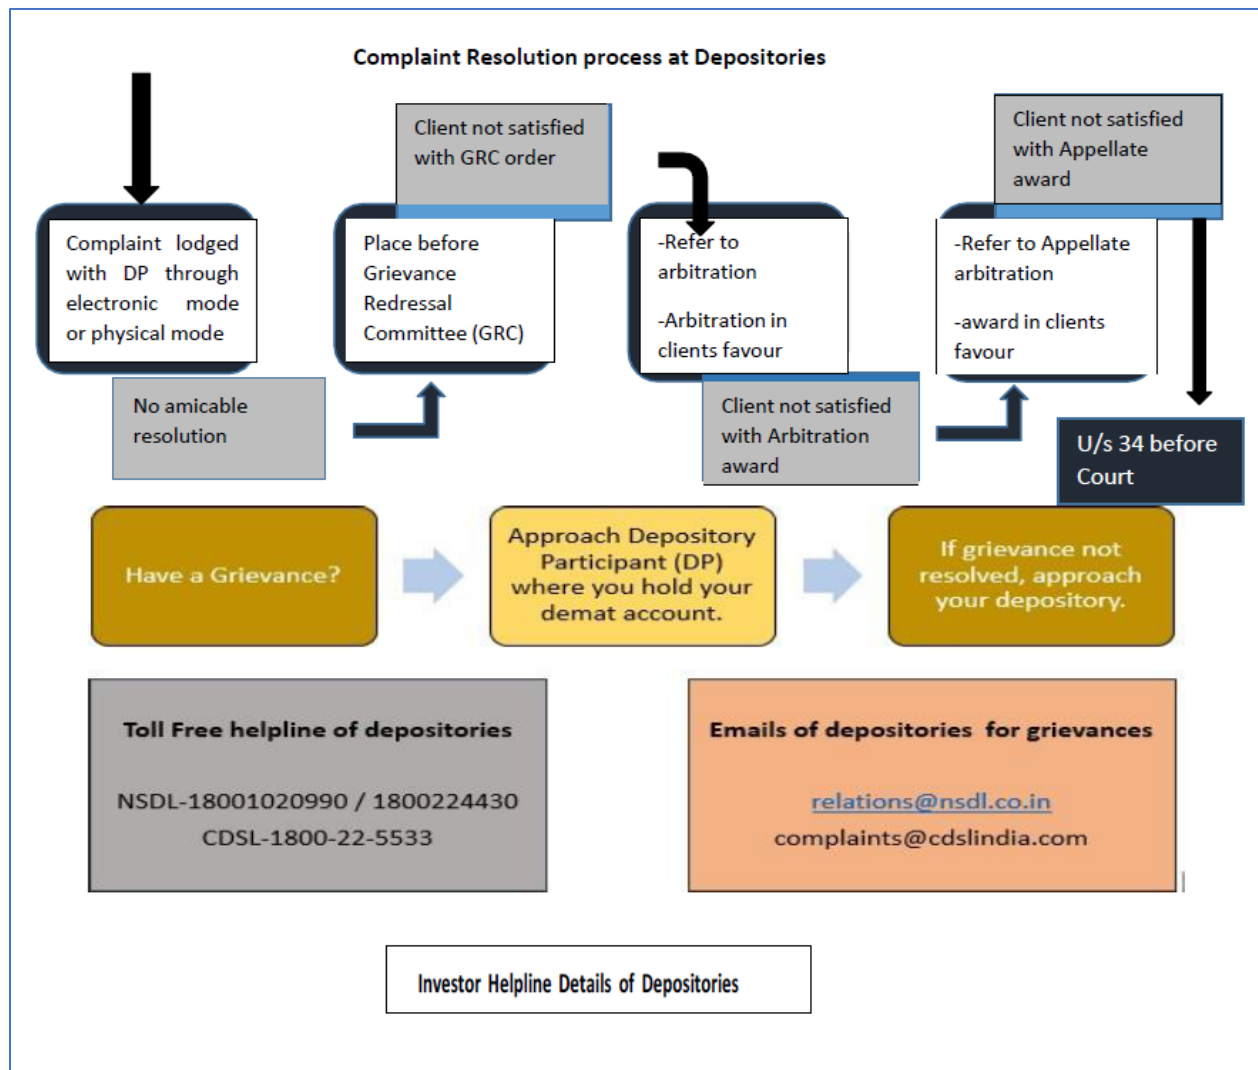 Complaint Resolution process at Depositories
Client not satisfied
with GRC order
Client not satisfied
with Appellate
award
Complaint lodged
with DP through
electronic mode
or physical mode
Place before
Grievance
Redressal
Committee (GRC)
-Refer to
arbitration
-Arbitration in
clients favour
-Refer to Appellate
arbitration
-award in clients
favour
No amicable
resolution
Client not satisfied
with Arbitration
award
U/s 34 before
Court
Have a Grievance?
Approach Depository
Participant (DP)
where you hold your
demat account.
If grievance not
resolved, approach
your depository.
Toll Free helpline of depositories
NSDL-18001020990 / 1800224430
CDSL-1800-22-5533
Emails of depositories for grievances
relations@nsdl.co.in
complaints@cdslindia.com
Investor Helpline Details of Depositories